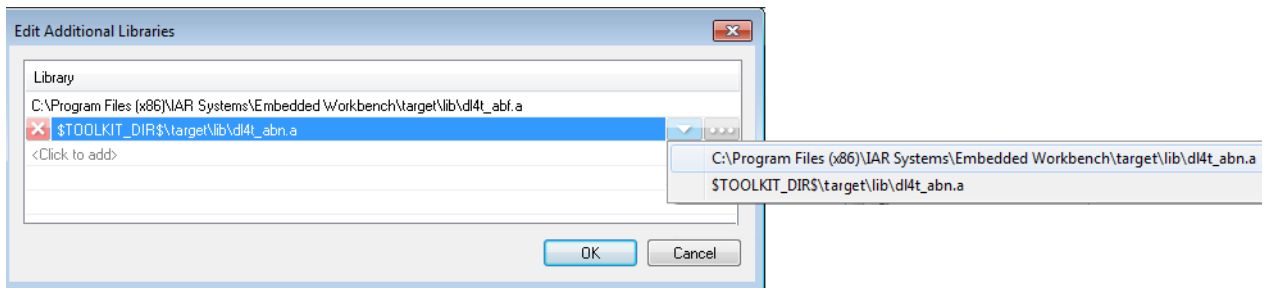 Edit Additional Libraries
Library
C:\Program Files (x86)\IAR Systems\Embedded Workbench\target\lib\dl4t_abf.a
$TOOLKIT_DIR$\target\lib\dl4t_abn.a
<Click to add>
C:\Program Files (x86)\IAR Systems\Embedded Workbench\target\lib\dl4t_abn.a
$TOOLKIT_DIR$\target\lib\dl4t_abn.a
OK
Cancel